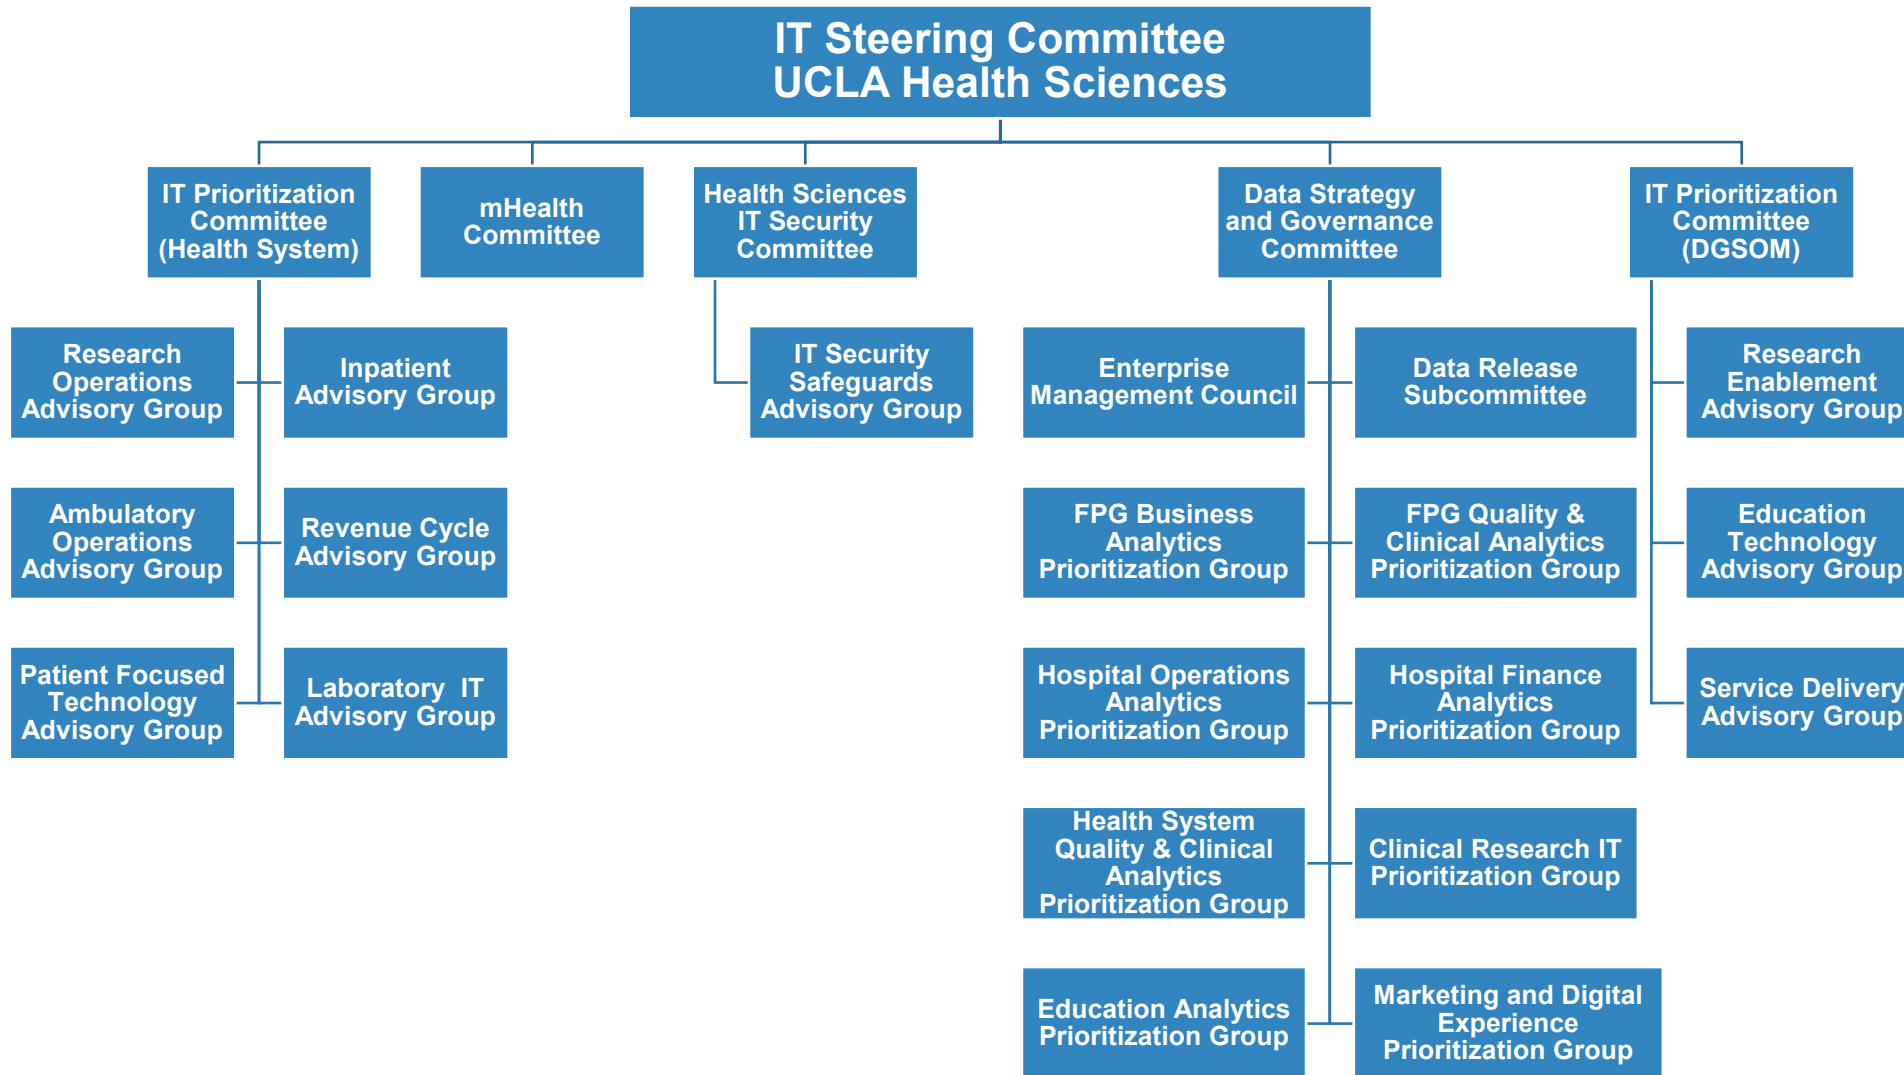 IT Steering Committee
UCLA Health Sciences
IT Prioritization
Committee
(Health System)
mHealth
Committee
Health Sciences
IT Security
Committee
Data Strategy
and Governance
Committee
IT Prioritization
Committee
(DGSOM)
Research
Operations
Advisory Group
Inpatient
Advisory Group
IT Security
Safeguards
Advisory Group
Enterprise
Management Council
Data Release
Subcommittee
Research
Enablement
Advisory Group
Ambulatory
Operations
Advisory Group
Revenue Cycle
Advisory Group
FPG Business
Analytics
Prioritization Group
FPG Quality &
Clinical Analytics
Prioritization Group
Education
Technology
Advisory Group
Patient Focused
Technology
Advisory Group
Laboratory IT
Advisory Group
Hospital Operations
Analytics
Prioritization Group
Hospital Finance
Analytics
Prioritization Group
Service Delivery
Advisory Group
Health System
Quality & Clinical
Analytics
Prioritization Group
Clinical Research IT
Prioritization Group
Education Analytics
Prioritization Group
Marketing and Digital
Experience
Prioritization Group